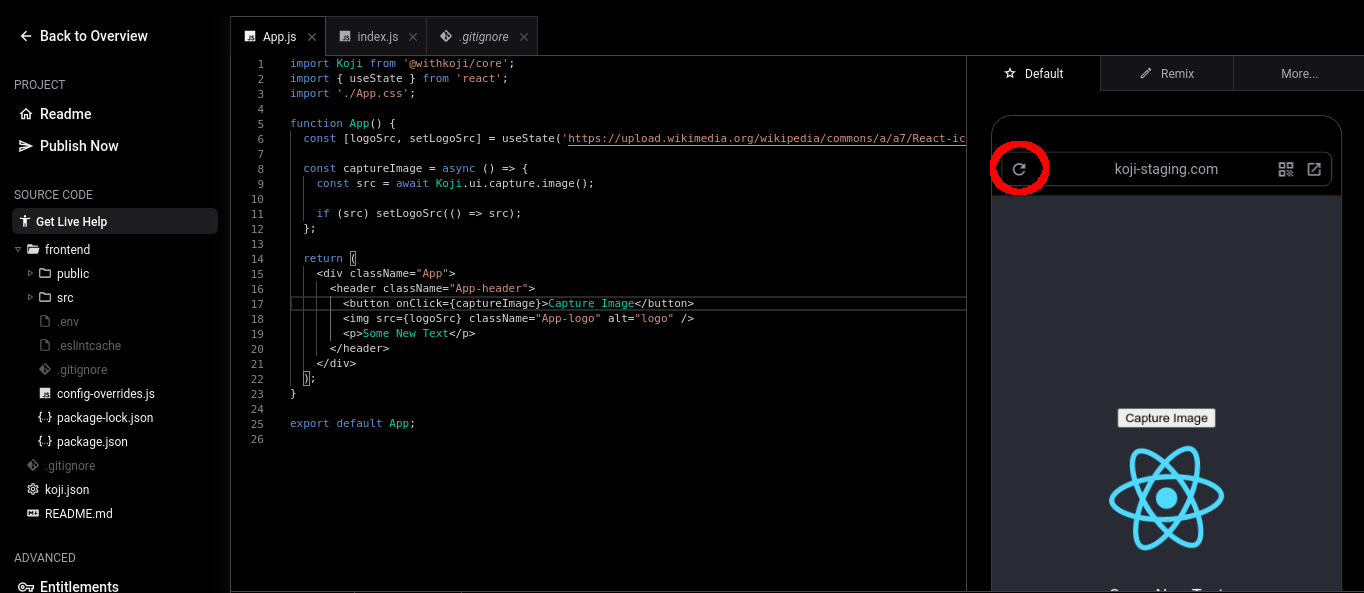 Back to Overview
PROJECT
Readme
Publish Now
SOURCE CODE
Get Live Help
frontend
public
src
.env
.eslintcache
.gitignore
config-overrides.js
package-lock.json
package.json
.gitignore
koji.json
README.md
ADVANCED
Entitlements
App.js
index.js
.gitignore
1 import Koji from '@withkoji/core';
2 import { useState } from 'react';
3 import './App.css';
4
5 function App() {
6 const [logoSrc, setLogoSrc] = useState('https://upload.wikimedia.org/wikipedia/commons/a/a7/React-ic
7
8 const captureImage = async () => {
9 const src = await Koji.ui.capture.image();
10
11 if (src) setLogoSrc(() => src);
12 };
13
14 return (
15 <div className="App">
16 <header className="App-header">
17 <button onClick={captureImage}>Capture Image</button>
18 <img src={logoSrc} className="App-logo" alt="logo" />
19 <p>Some New Text</p>
20 </header>
21 </div>
22 );
23 }
24
25 export default App;
26
Default
Remix
More...
koji-staging.com
Capture Image